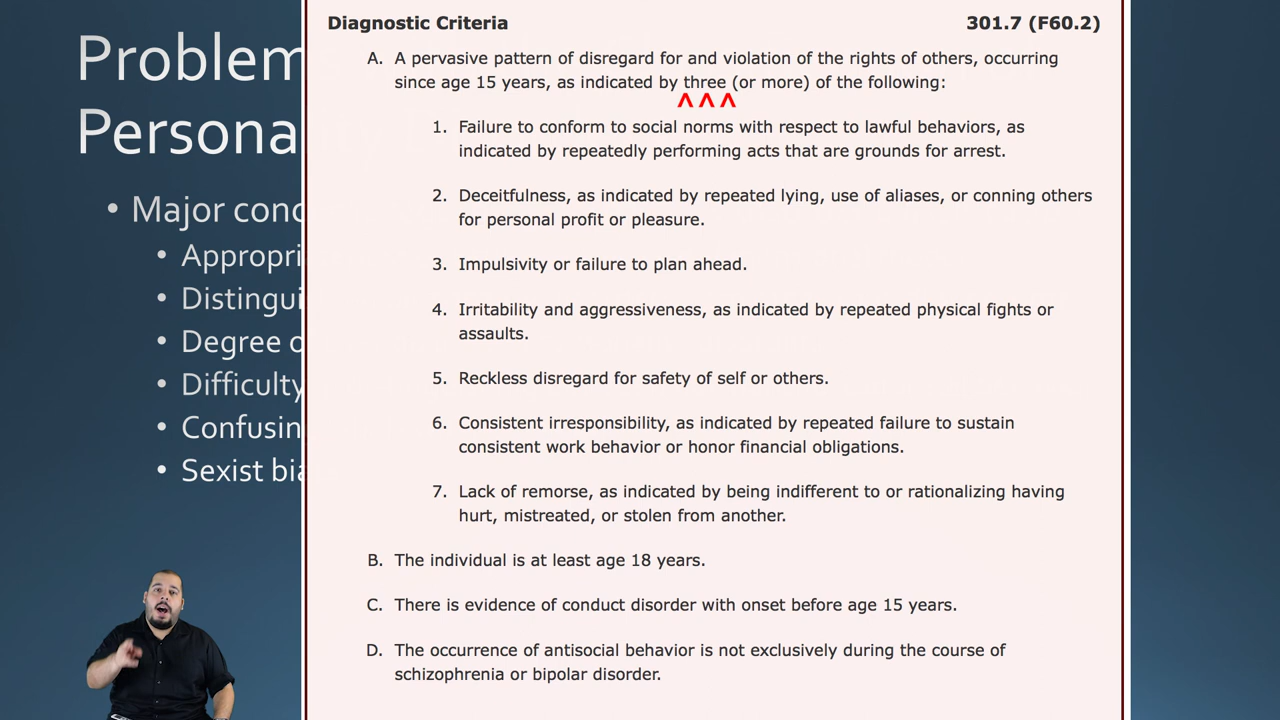 Problem
Persona
• Major conc
• Appropri
• Distingui
• Degree o
• Difficulty
• Confusin
• Sexist bia
Diagnostic Criteria 301.7 (F60.2)
A. A pervasive pattern of disregard for and violation of the rights of others, occurring
since age 15 years, as indicated by three (or more) of the following:
^^^
1. Failure to conform to social norms with respect to lawful behaviors, as
indicated by repeatedly performing acts that are grounds for arrest.
2. Deceitfulness, as indicated by repeated lying, use of aliases, or conning others
for personal profit or pleasure.
3. Impulsivity or failure to plan ahead.
4. Irritability and aggressiveness, as indicated by repeated physical fights or
assaults.
5. Reckless disregard for safety of self or others.
6. Consistent irresponsibility, as indicated by repeated failure to sustain
consistent work behavior or honor financial obligations.
7. Lack of remorse, as indicated by being indifferent to or rationalizing having
hurt, mistreated, or stolen from another.
B. The individual is at least age 18 years.
C. There is evidence of conduct disorder with onset before age 15 years.
D. The occurrence of antisocial behavior is not exclusively during the course of
schizophrenia or bipolar disorder.